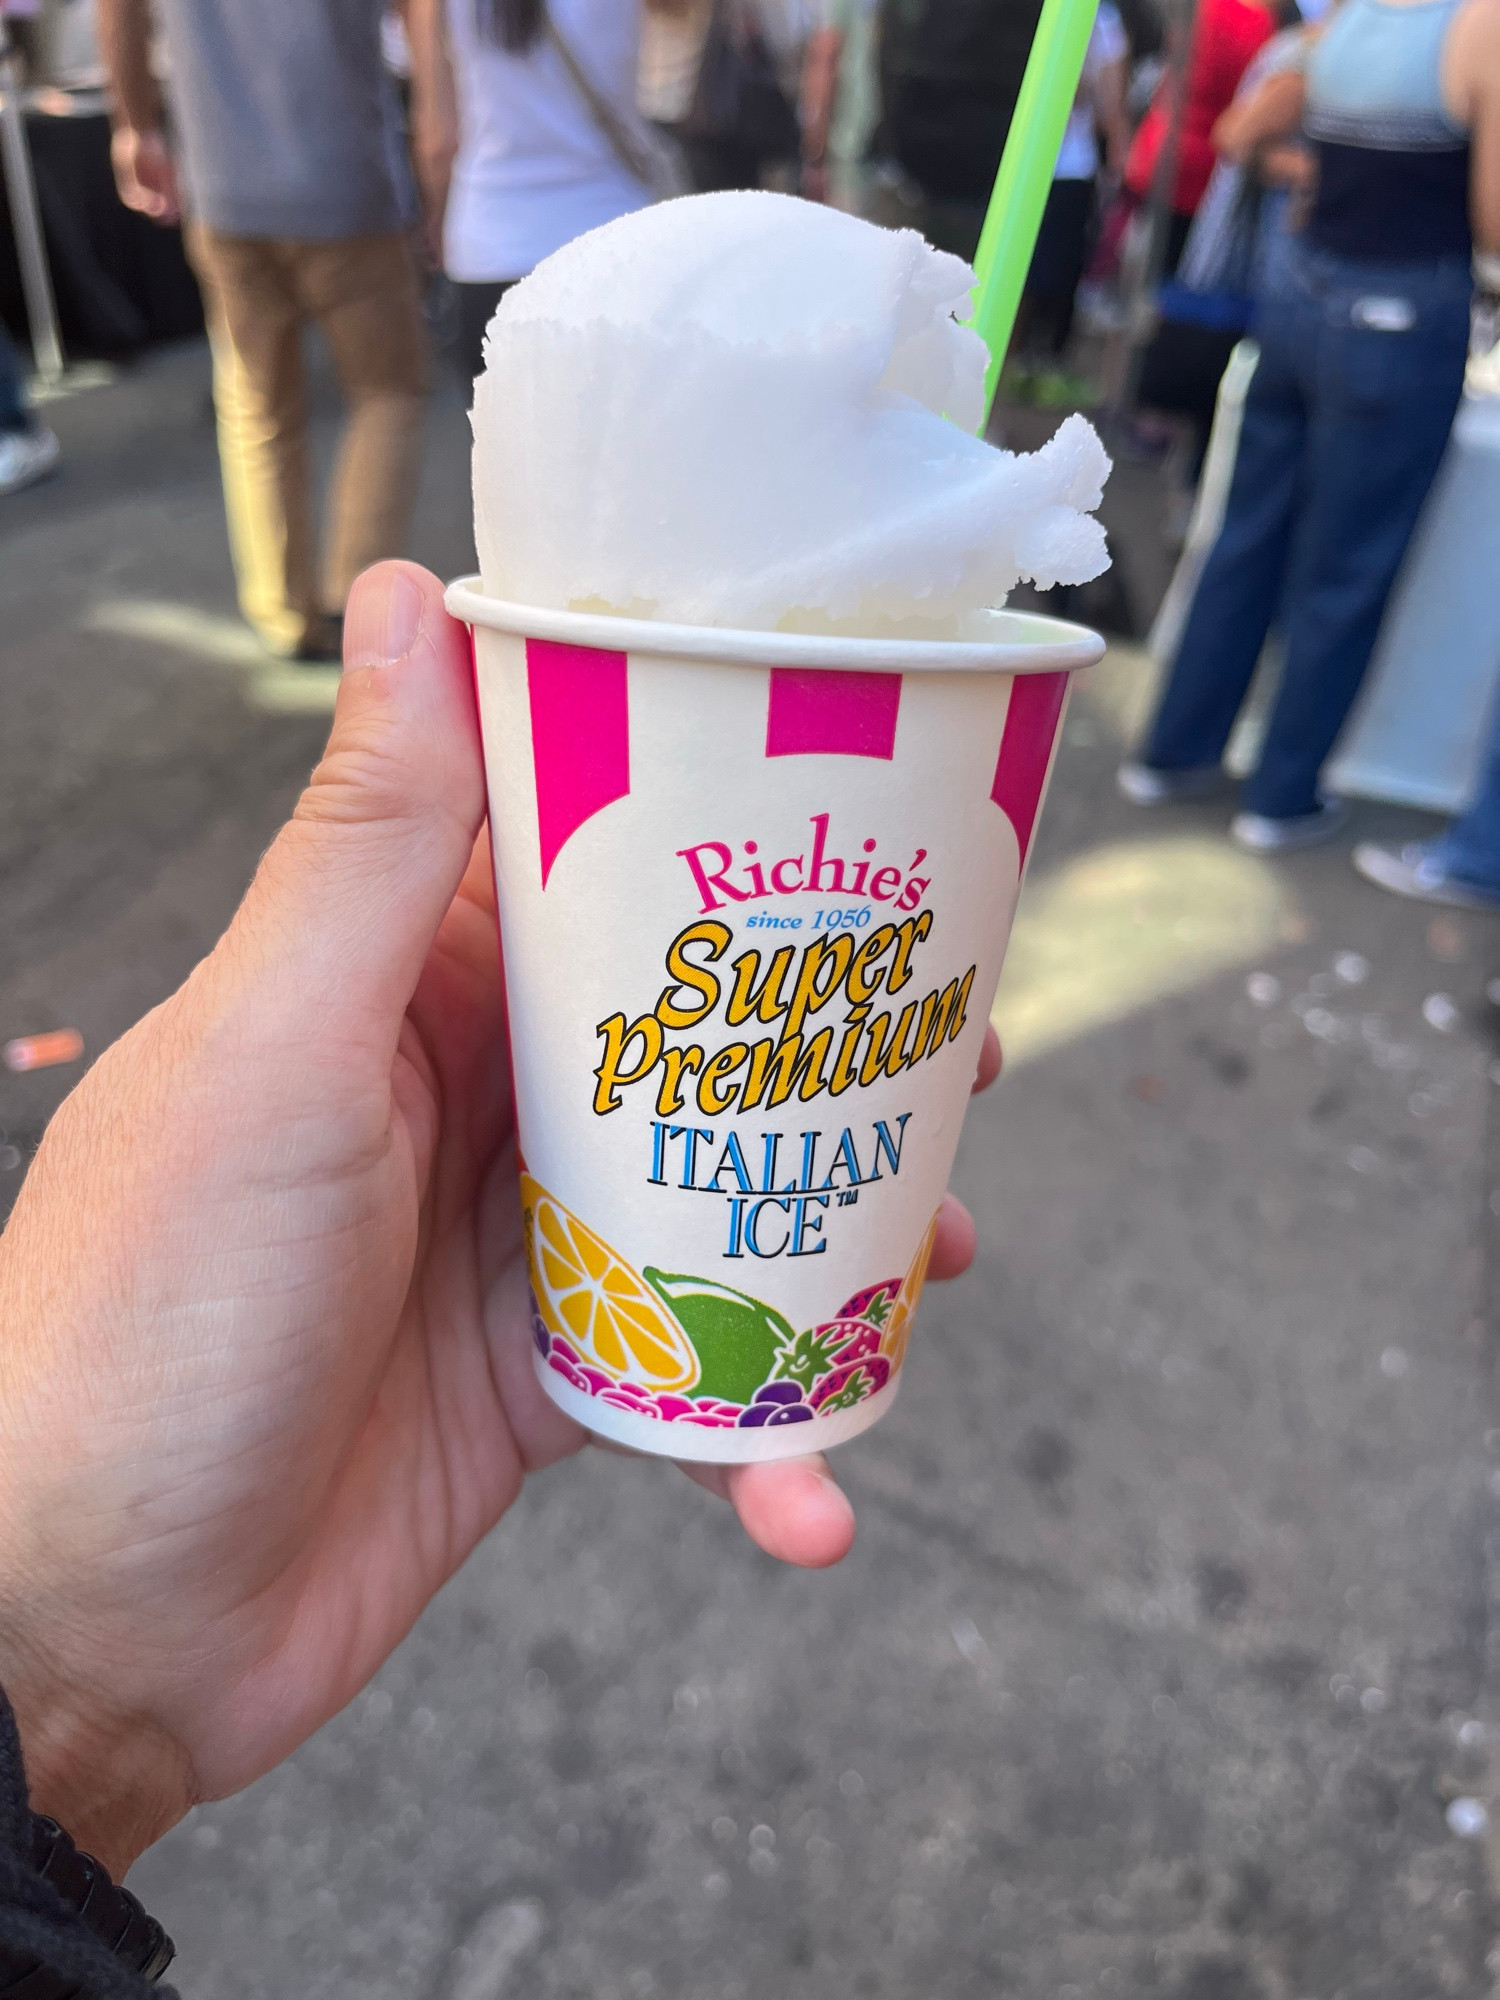 Richie's
since 1956
Super
Premium
ITALIAN
ICE™